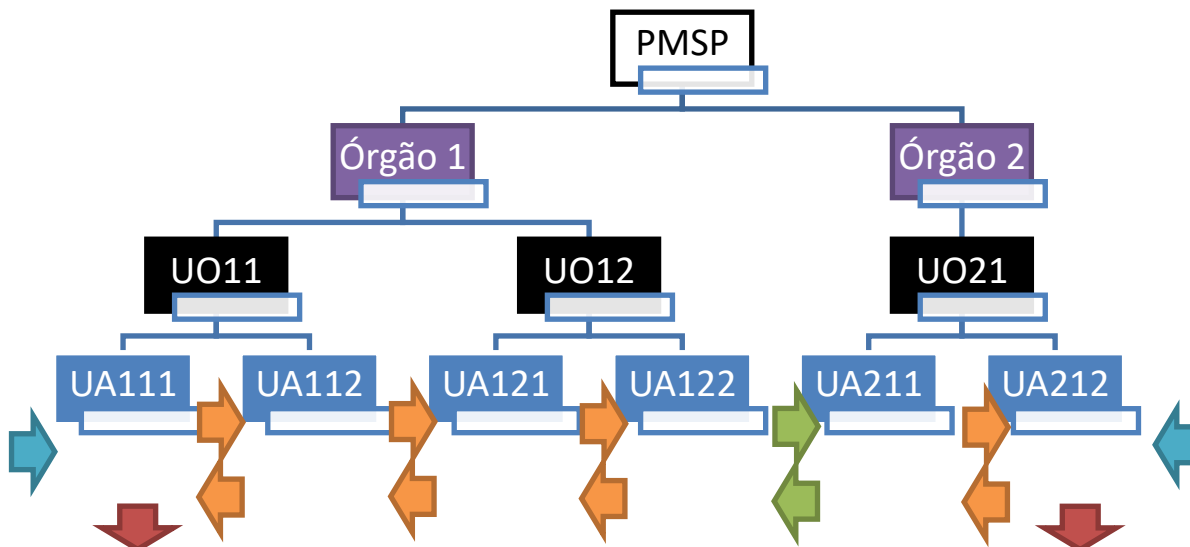 PMSP
Órgão 1
Órgão 2
UO11
UO12
UO21
UA111
UA112
UA121
UA122
UA211
UA212